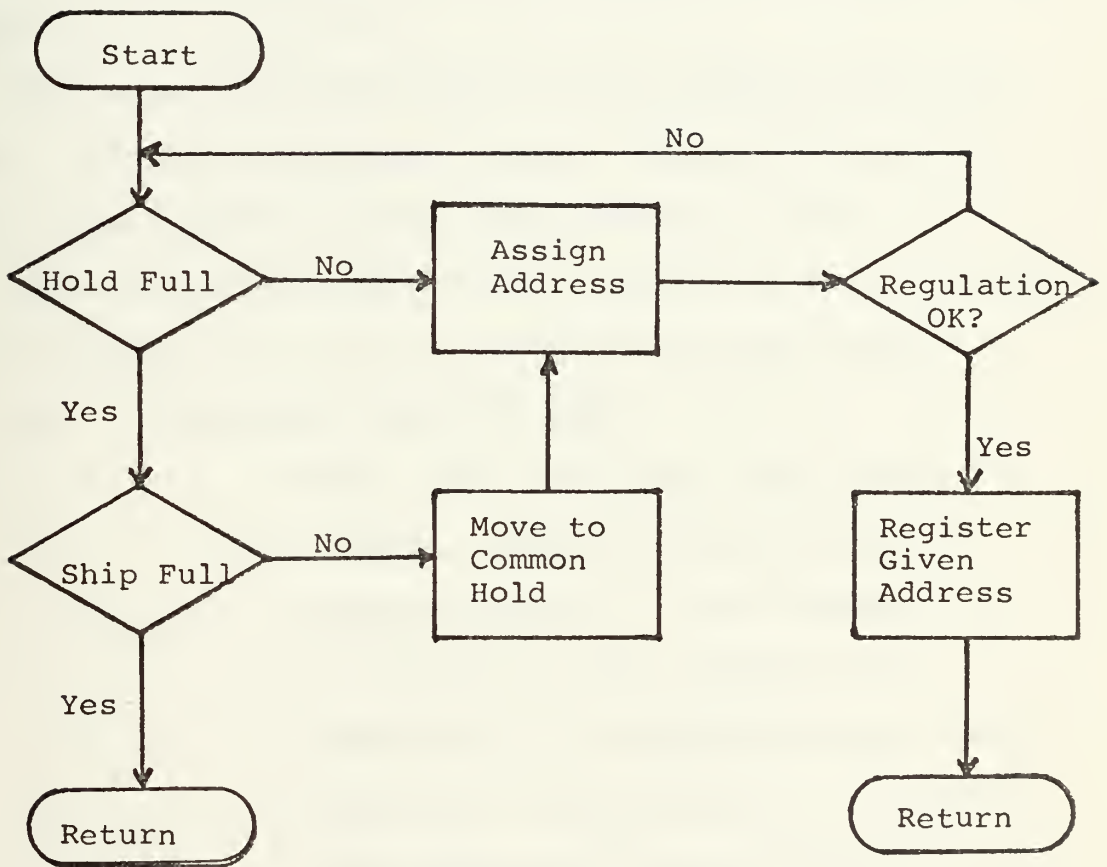 Start
No
Hold Full
No
Assign
Address
Regulation
OK?
Yes
Yes
Ship Full
No
Move to
Common
Hold
Register
Given
Address
Yes
Return
Return